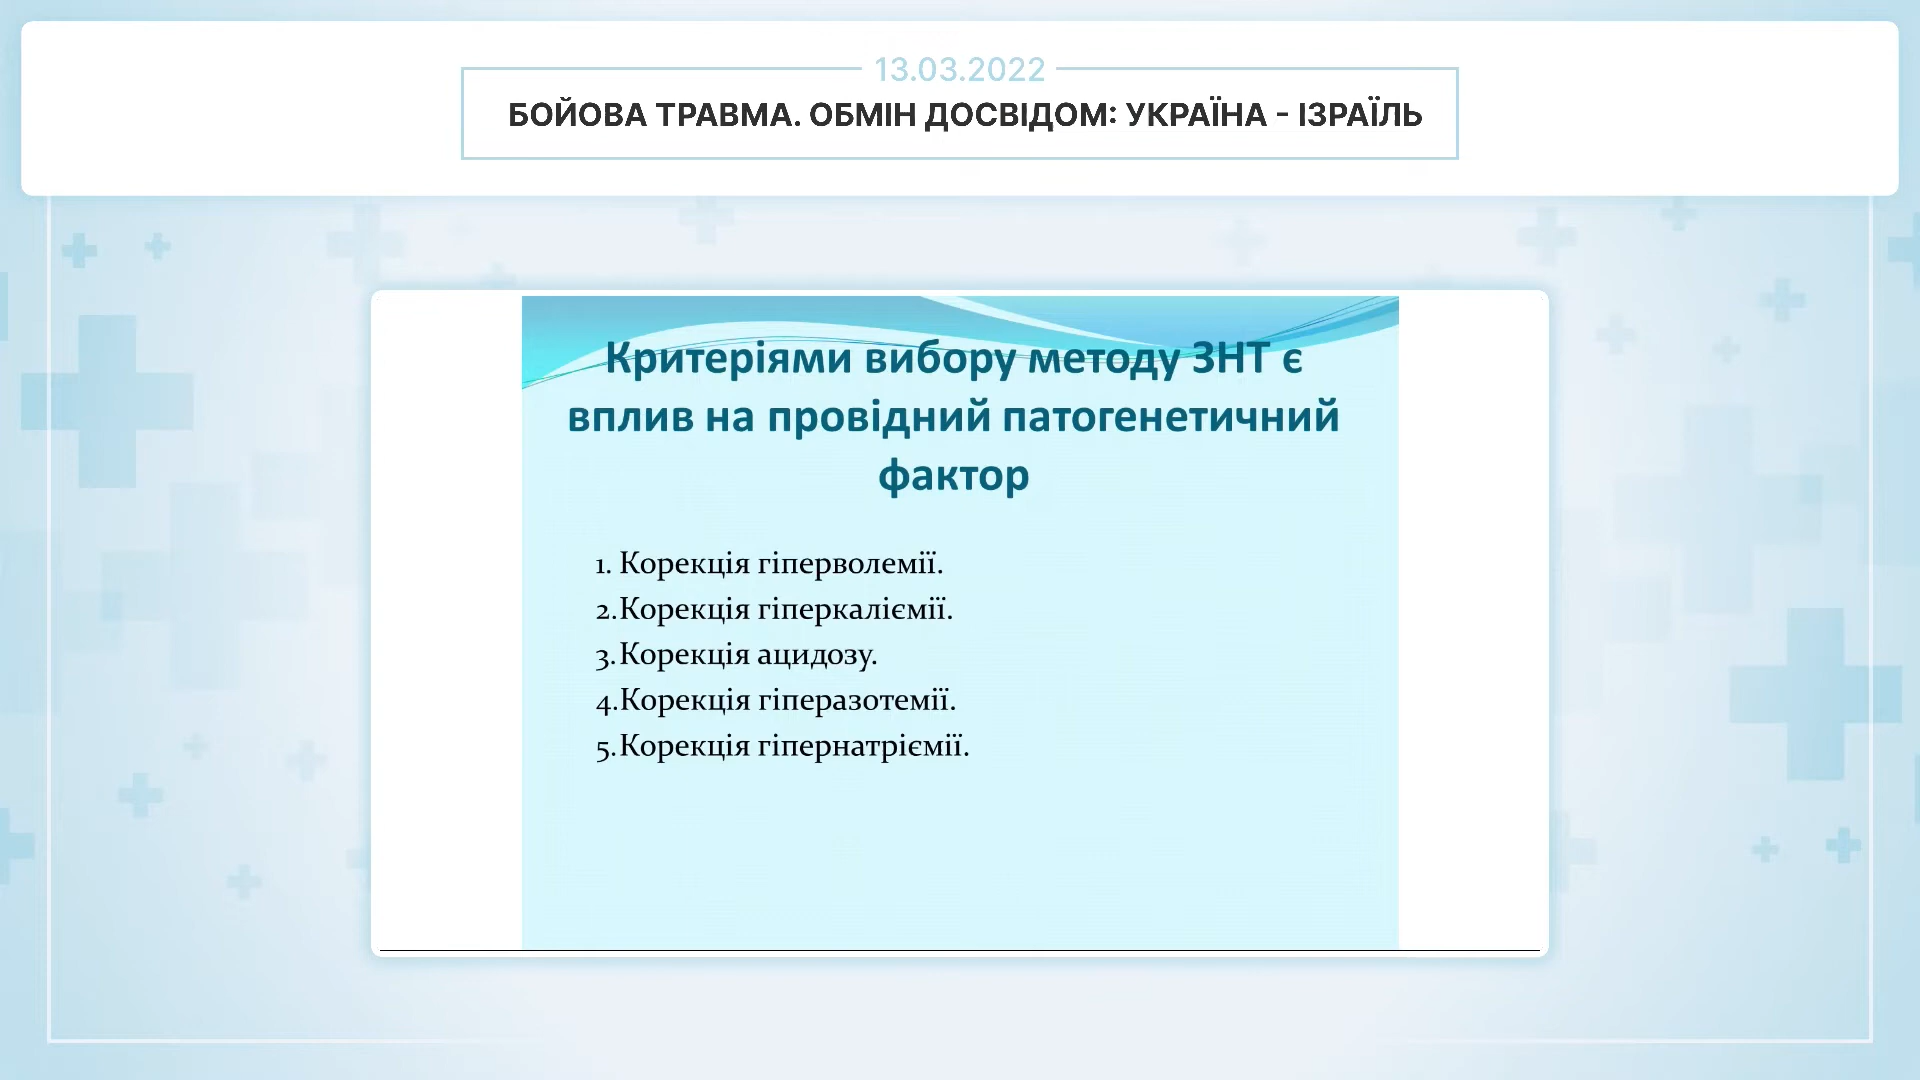 13.03.2022
БОЙОВА ТРАВМА. ОБМІН ДОСВІДОМ: УКРАЇНА - ІЗРАЇЛЬ
Критеріями вибору методу ЗНТ є
вплив на провідний патогенетичний
фактор
1. Корекція гіперволемії.
2.Корекція гіперкаліємії.
3.Корекція ацидозу.
4.Корекція гіперазотемії.
5.Корекція гіпернатріємії.